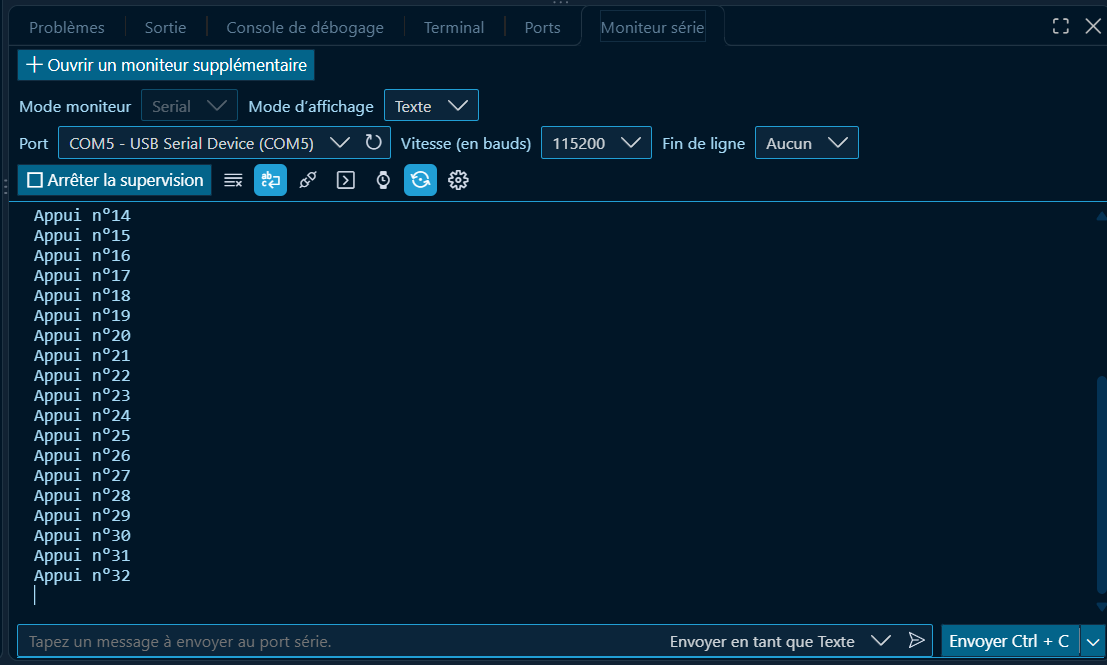 Problèmes Sortie Console de débogage Terminal Ports Moniteur série
Ouvrir un moniteur supplémentaire
Mode moniteur Serial Mode d'affichage Texte
Port COM5 - USB Serial Device (COM5) Vitesse (en bauds) 115200 Fin de ligne Aucun
Arrêter la supervision
Appui n°14
Appui n°15
Appui n°16
Appui n°17
Appui n°18
Appui n°19
Appui n°20
Appui n°21
Appui n°22
Appui n°23
Appui n°24
Appui n°25
Appui n°26
Appui n°27
Appui n°28
Appui n°29
Appui n°30
Appui n°31
Appui n°32
Tapez un message à envoyer au port série. Envoyer en tant que Texte Envoyer Ctrl + C